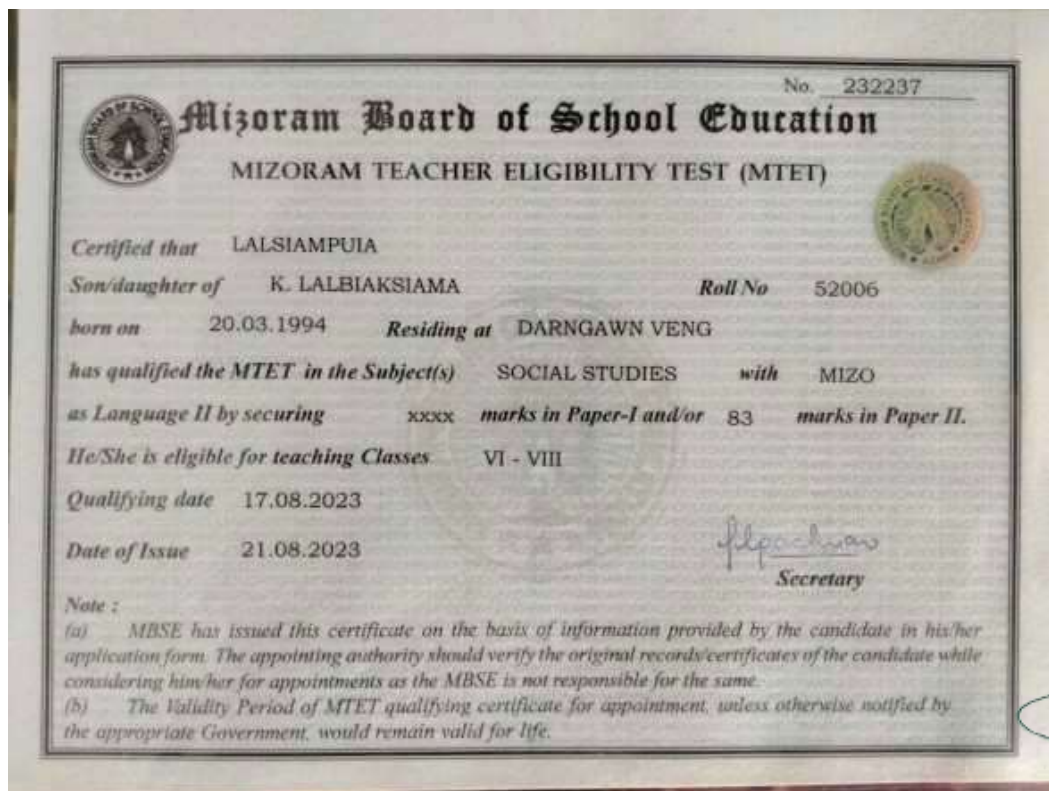 No. 232237
Mizoram Board of School Education
MIZORAM TEACHER ELIGIBILITY TEST (MTET)
Certified that LALSIAMPUIA
Son/daughter of K. LALBIAKSIAMA Roll No 52006
born on 20.03.1994 Residing at DARNGAWN VENG
has qualified the MTET in the Subject(s) SOCIAL STUDIES with MIZO
as Language II by securing xxxx marks in Paper-I and/or 83 marks in Paper II.
He/She is eligible for teaching Classes VI - VIII
Qualifying date 17.08.2023
Date of Issue 21.08.2023
Secretary
Note :
(a) MBSE has issued this certificate on the basis of information provided by the candidate in his/her
application form. The appointing authority should verify the original records/certificates of the candidate while
considering him/her for appointments as the MBSE is not responsible for the same.
(b) The Validity Period of MTET qualifying certificate for appointment, unless otherwise notified by
the appropriate Government, would remain valid for life.